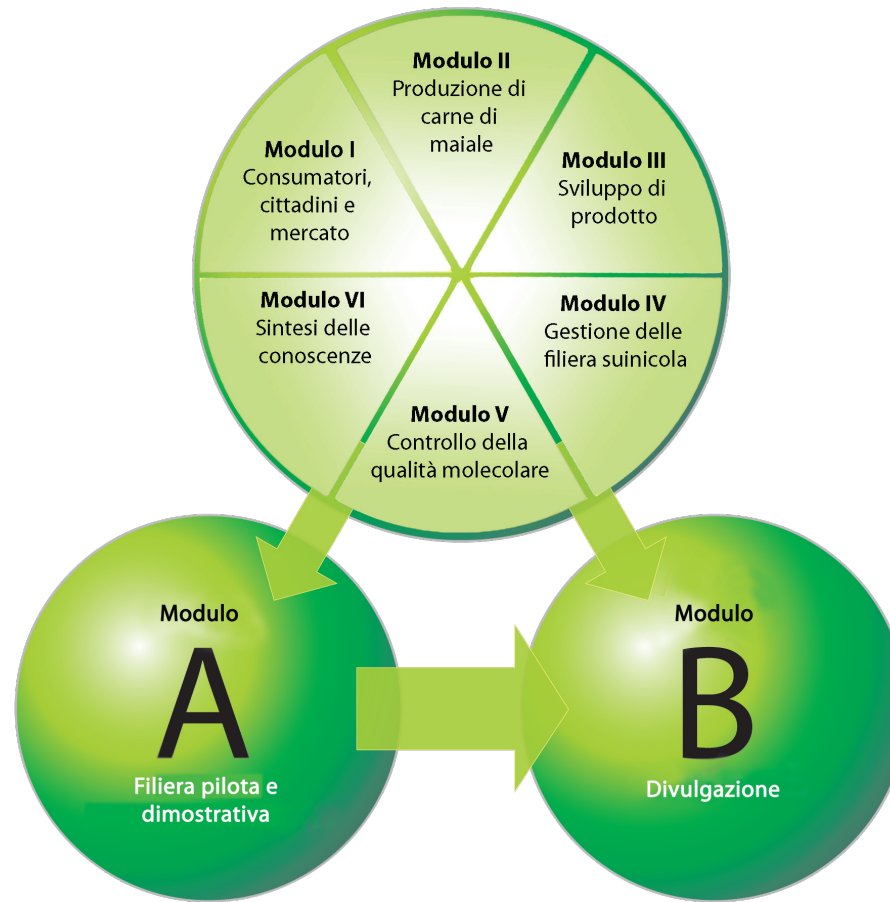 Modulo II
Produzione di
carne di
maiale
Modulo I
Consumatori,
cittadini e
mercato
Modulo III
Sviluppo di
prodotto
Modulo VI
Sintesi delle
conoscenze
Modulo IV
Gestione delle
filiera suinicola
Modulo V
Controllo della
qualità molecolare
Modulo
A
Filiera pilota e
dimostrativa
Modulo
B
Divulgazione